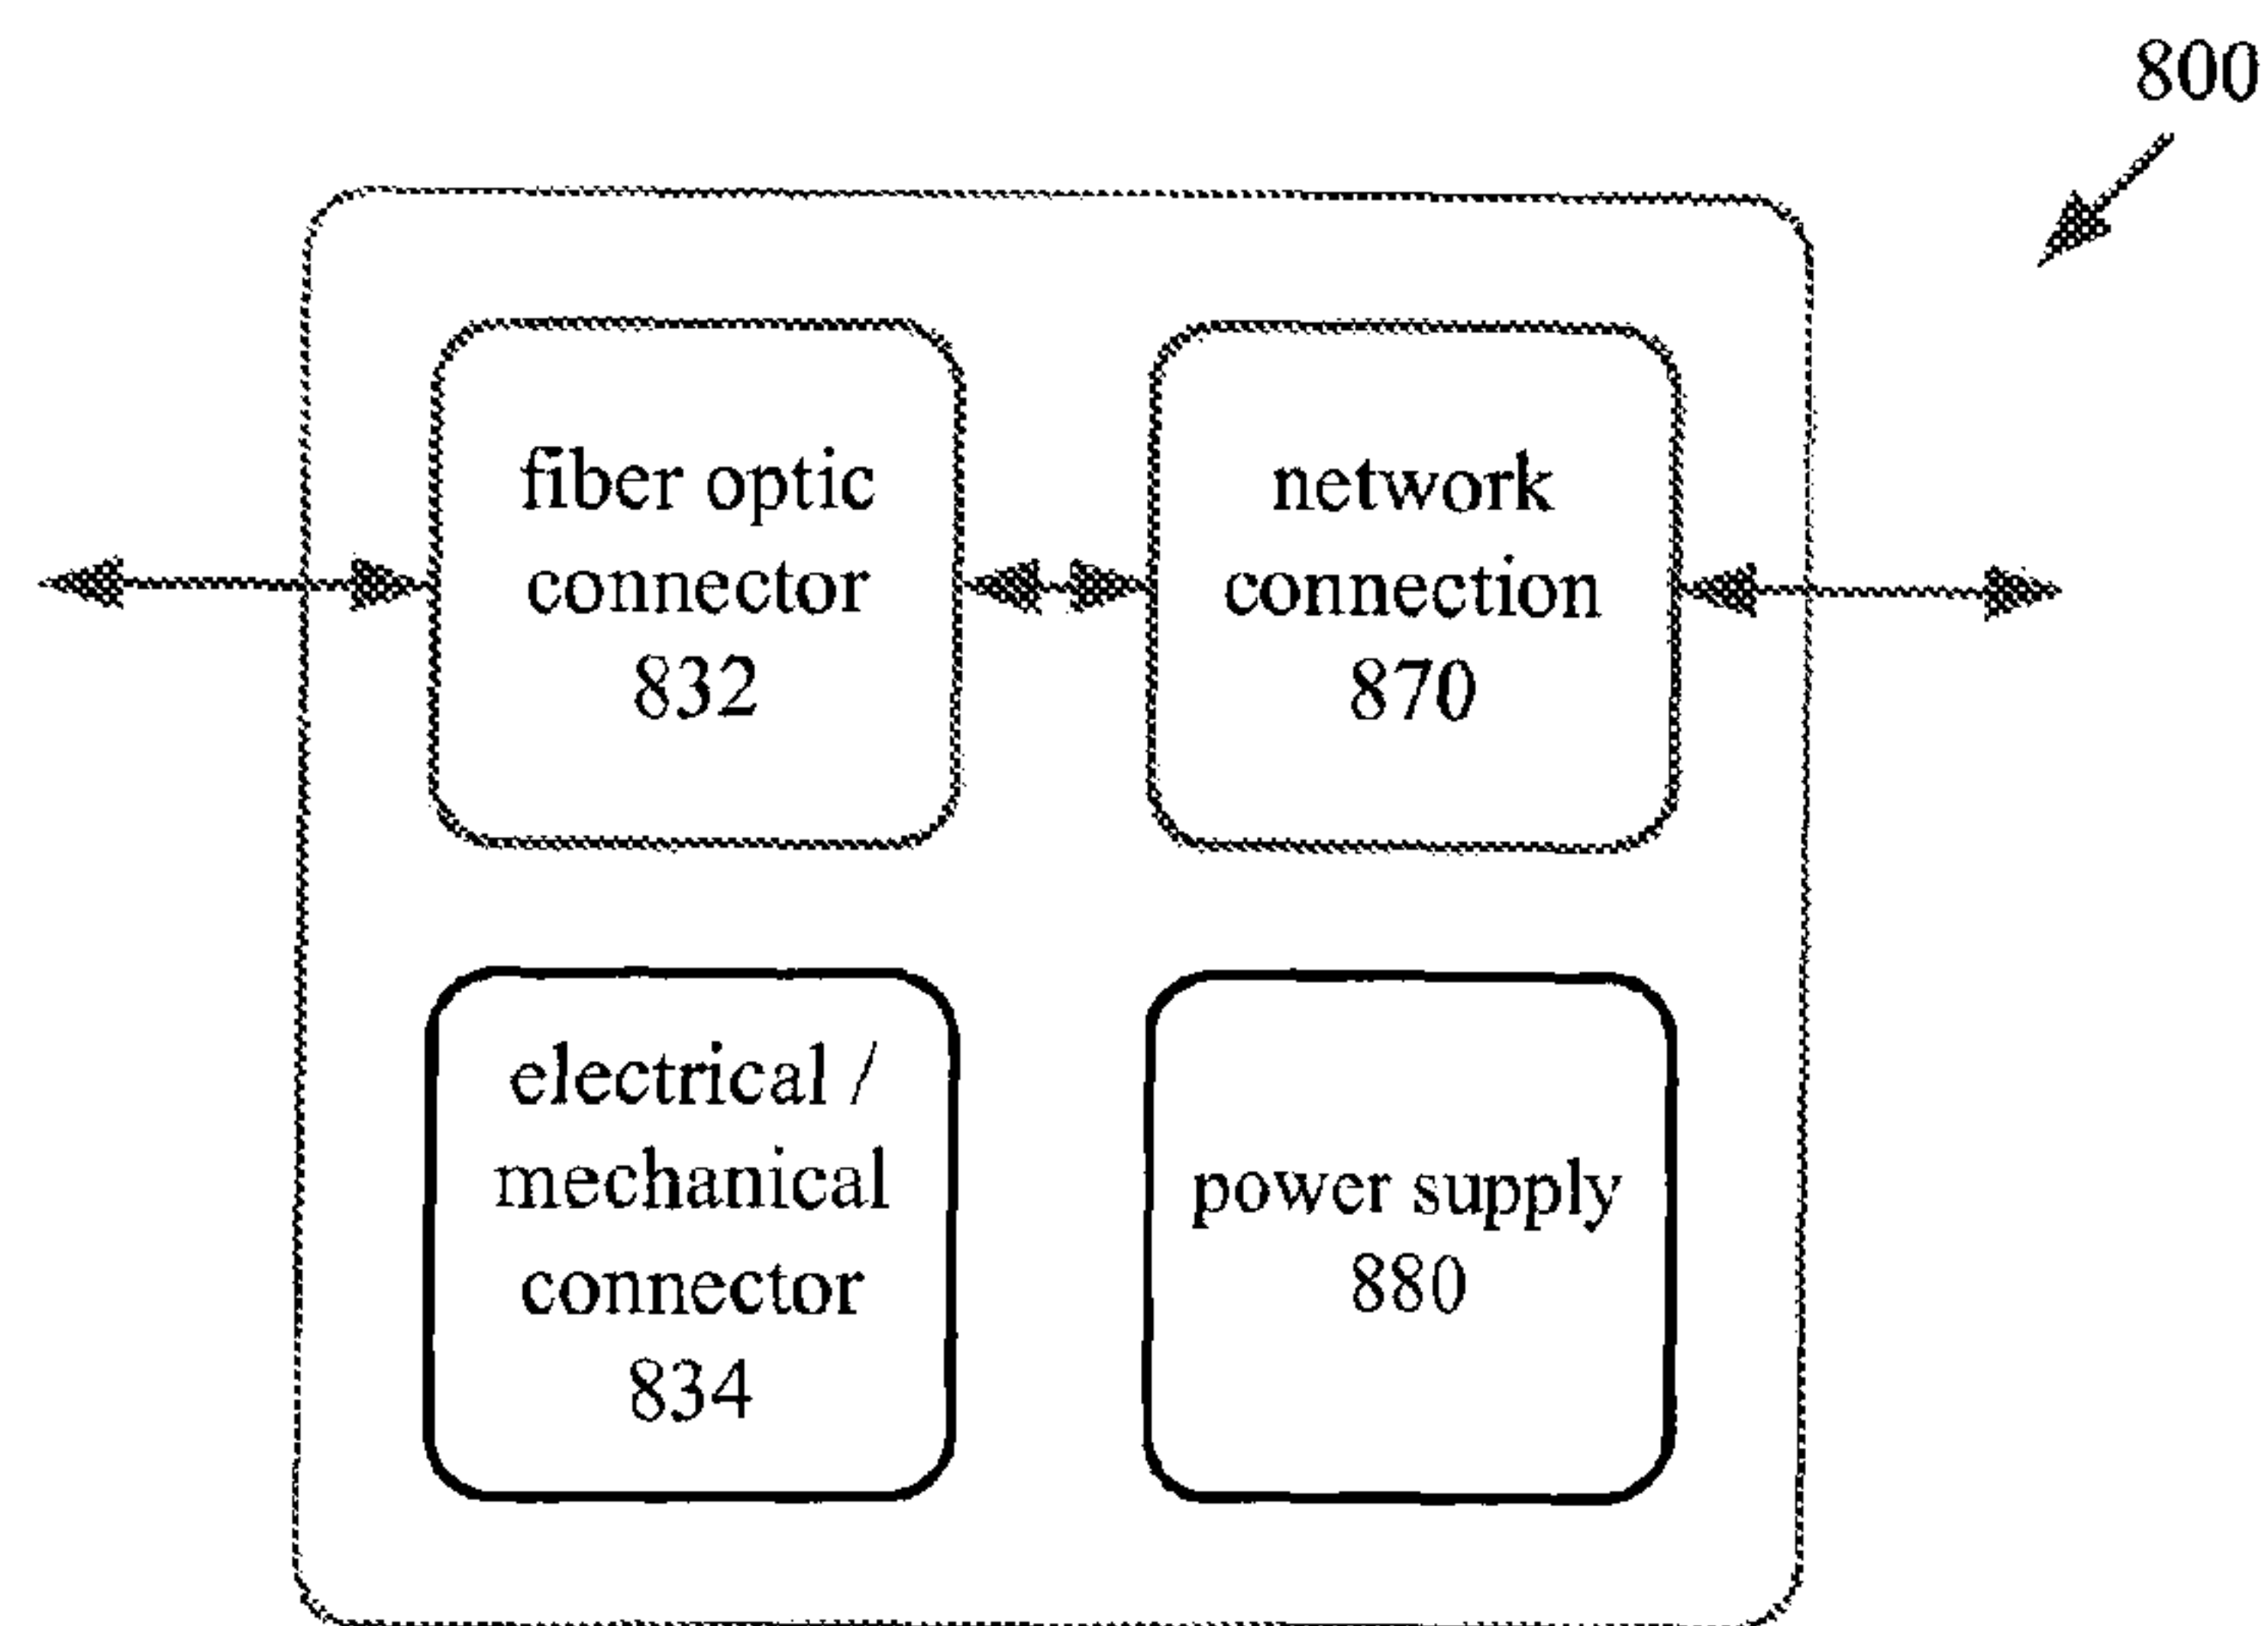 800
fiber optic
connector
832
network
connection
870
electrical /
mechanical
connector
834
power supply
880